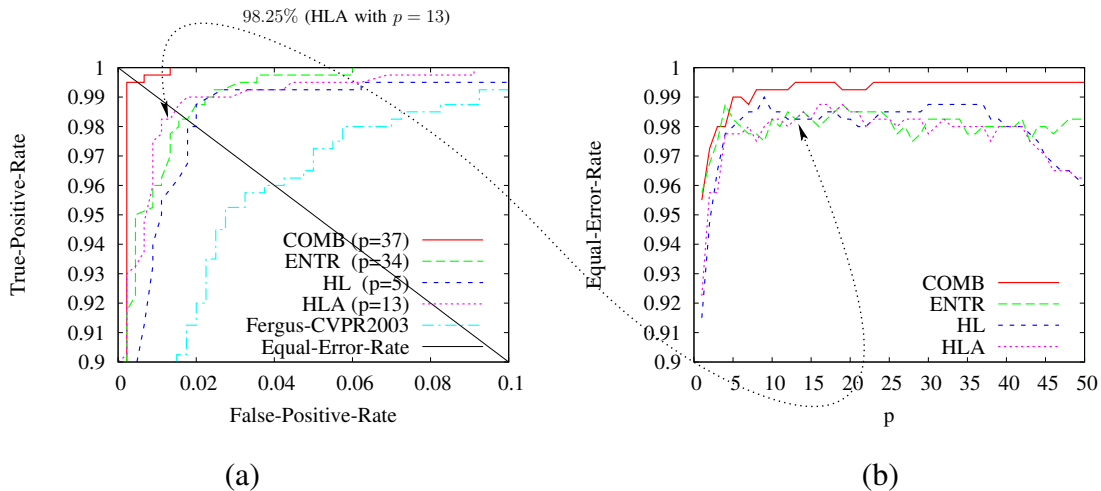 98.25% (HLA with p = 13)
True-Positive-Rate
1
0.99
0.98
0.97
0.96
0.95
0.94
0.93
0.92
0.91
0.9
COMB (p=37)
ENTR (p=34)
HL (p=5)
HLA (p=13)
Fergus-CVPR2003
Equal-Error-Rate
0 0.02 0.04 0.06 0.08 0.1
False-Positive-Rate
(a)
Equal-Error-Rate
1
0.99
0.98
0.97
0.96
0.95
0.94
0.93
0.92
0.91
0.9
COMB
ENTR
HL
HLA
0 5 10 15 20 25 30 35 40 45 50
p
(b)